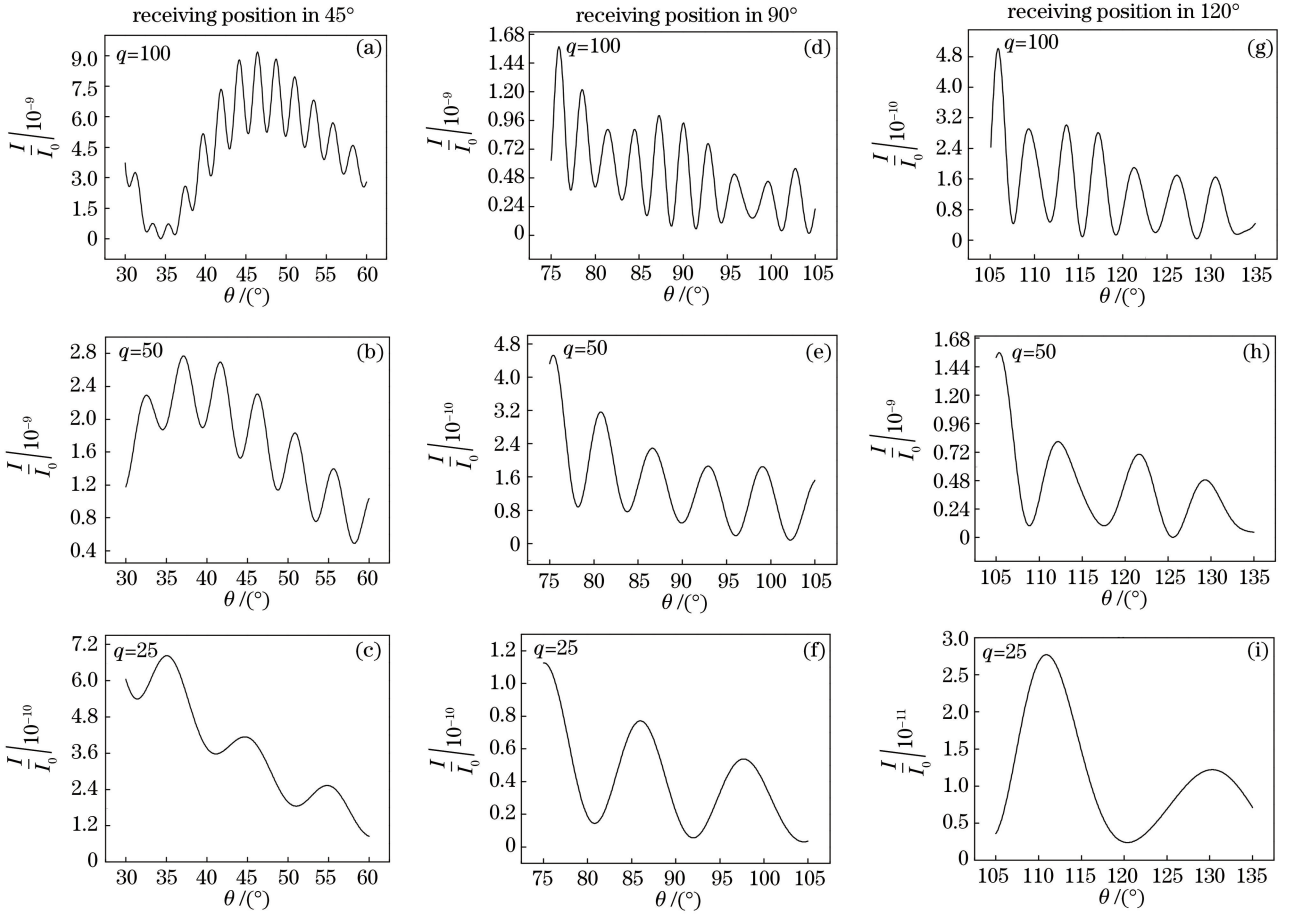 receiving position in 45° receiving position in 90° receiving position in 120°
(a) q=100
9.0
7.5
6.0
4.5
3.0
1.5
0
I/I₀|10⁻⁹
30 35 40 45 50 55 60
θ/(°)
(d) q=100
1.68
1.44
1.20
0.96
0.72
0.48
0.24
0
I/I₀|10⁻⁹
75 80 85 90 95 100 105
θ/(°)
(g) q=100
4.8
4.0
3.2
2.4
1.6
0.8
0
I/I₀|10⁻¹⁰
105 110 115 120 125 130 135
θ/(°)
(b) q=50
2.8
2.4
2.0
1.6
1.2
0.8
0.4
I/I₀|10⁻⁹
30 35 40 45 50 55 60
θ/(°)
(e) q=50
4.8
4.0
3.2
2.4
1.6
0.8
0
I/I₀|10⁻¹⁰
75 80 85 90 95 100 105
θ/(°)
(h) q=50
1.68
1.44
1.20
0.96
0.72
0.48
0.24
0
I/I₀|10⁻⁹
105 110 115 120 125 130 135
θ/(°)
(c) q=25
7.2
6.0
4.8
3.6
2.4
1.2
0
I/I₀|10⁻¹⁰
30 35 40 45 50 55 60
θ/(°)
(f) q=25
1.2
1.0
0.8
0.6
0.4
0.2
0
I/I₀|10⁻¹⁰
75 80 85 90 95 100 105
θ/(°)
(i) q=25
3.0
2.5
2.0
1.5
1.0
0.5
0
I/I₀|10⁻¹¹
105 110 115 120 125 130 135
θ/(°)